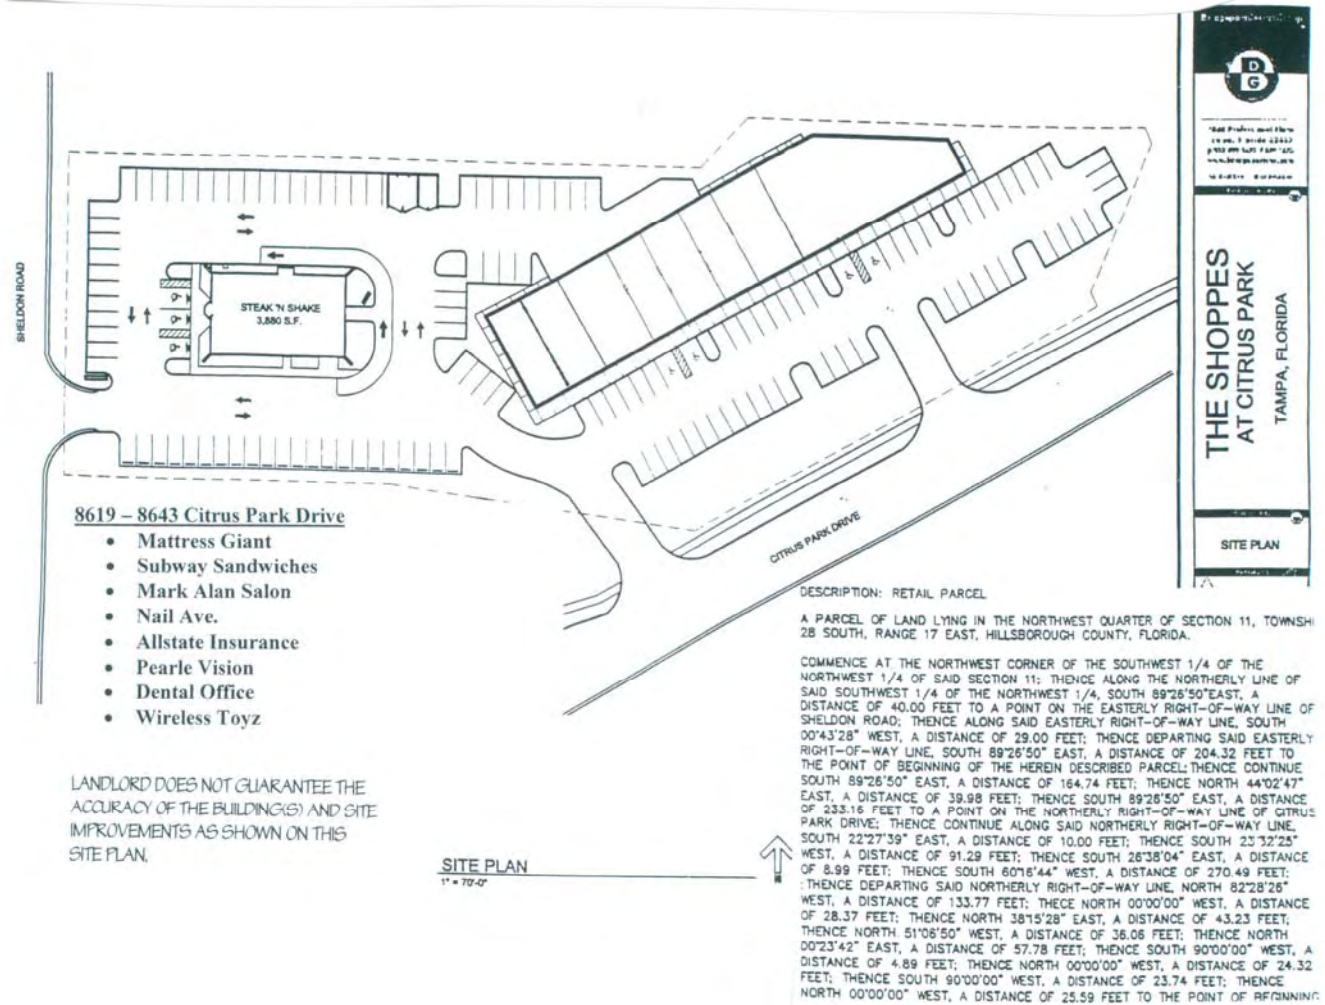 SHELDON ROAD
STEAK 'N SHAKE
3,880 S.F.
CITRUS PARK DRIVE
D
G
THE SHOPPES
AT CITRUS PARK
TAMPA, FLORIDA
SITE PLAN
8619 – 8643 Citrus Park Drive
• Mattress Giant
• Subway Sandwiches
• Mark Alan Salon
• Nail Ave.
• Allstate Insurance
• Pearle Vision
• Dental Office
• Wireless Toyz
LANDLORD DOES NOT GUARANTEE THE
ACCURACY OF THE BUILDING(S) AND SITE
IMPROVEMENTS AS SHOWN ON THIS
SITE PLAN.
SITE PLAN
1" = 70'-0"
DESCRIPTION: RETAIL PARCEL
A PARCEL OF LAND LYING IN THE NORTHWEST QUARTER OF SECTION 11, TOWNSHI
28 SOUTH, RANGE 17 EAST, HILLSBOROUGH COUNTY, FLORIDA.
COMMENCE AT THE NORTHWEST CORNER OF THE SOUTHWEST 1/4 OF THE
NORTHWEST 1/4 OF SAID SECTION 11; THENCE ALONG THE NORTHERLY LINE OF
SAID SOUTHWEST 1/4 OF THE NORTHWEST 1/4, SOUTH 89°26'50"EAST, A
DISTANCE OF 40.00 FEET TO A POINT ON THE EASTERLY RIGHT-OF-WAY LINE OF
SHELDON ROAD; THENCE ALONG SAID EASTERLY RIGHT-OF-WAY LINE, SOUTH
00°43'28" WEST, A DISTANCE OF 29.00 FEET; THENCE DEPARTING SAID EASTERLY
RIGHT-OF-WAY LINE, SOUTH 89°26'50" EAST, A DISTANCE OF 204.32 FEET TO
THE POINT OF BEGINNING OF THE HEREIN DESCRIBED PARCEL; THENCE CONTINUE
SOUTH 89°26'50" EAST, A DISTANCE OF 164.74 FEET; THENCE NORTH 44°02'47"
EAST, A DISTANCE OF 39.98 FEET; THENCE SOUTH 89°26'50" EAST, A DISTANCE
OF 233.16 FEET TO A POINT ON THE NORTHERLY RIGHT-OF-WAY LINE OF CITRUS
PARK DRIVE; THENCE CONTINUE ALONG SAID NORTHERLY RIGHT-OF-WAY LINE,
SOUTH 22°27'39" EAST, A DISTANCE OF 10.00 FEET; THENCE SOUTH 23°32'25"
WEST, A DISTANCE OF 91.29 FEET; THENCE SOUTH 26°38'04" EAST, A DISTANCE
OF 8.99 FEET; THENCE SOUTH 60°16'44" WEST, A DISTANCE OF 270.49 FEET;
: THENCE DEPARTING SAID NORTHERLY RIGHT-OF-WAY LINE, NORTH 82°28'26"
WEST, A DISTANCE OF 133.77 FEET; THECE NORTH 00°00'00" WEST, A DISTANCE
OF 28.37 FEET; THENCE NORTH 38°15'28" EAST, A DISTANCE OF 43.23 FEET;
THENCE NORTH 51°06'50" WEST, A DISTANCE OF 36.06 FEET; THENCE NORTH
00°23'42" EAST, A DISTANCE OF 57.78 FEET; THENCE SOUTH 90°00'00" WEST, A
DISTANCE OF 4.89 FEET; THENCE NORTH 00°00'00" WEST, A DISTANCE OF 24.32
FEET; THENCE SOUTH 90°00'00" WEST, A DISTANCE OF 23.74 FEET; THENCE
NORTH 00°00'00" WEST, A DISTANCE OF 25.59 FEET TO THE POINT OF BEGINNING